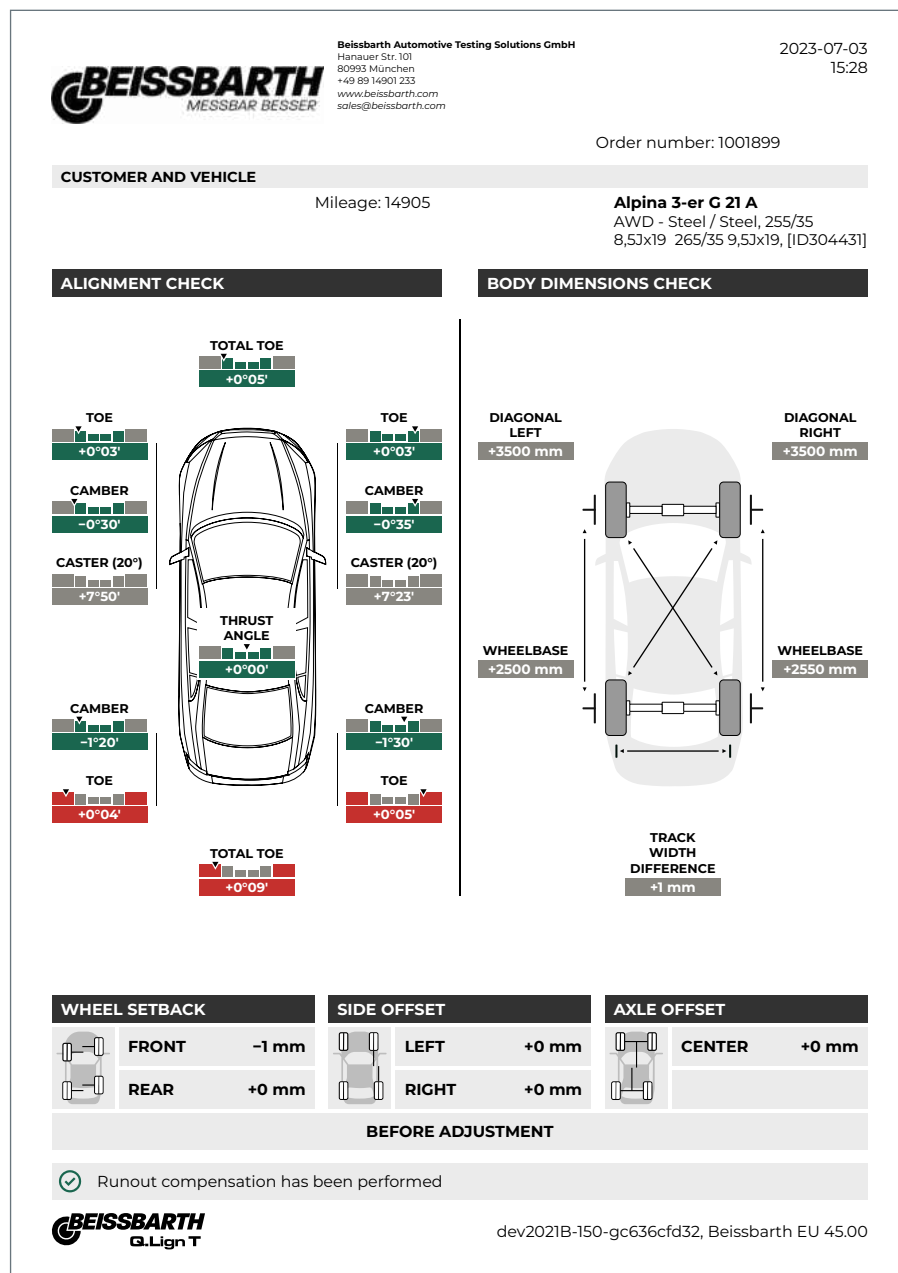 BEISSBARTH
MESSBAR BESSER
Beissbarth Automotive Testing Solutions GmbH
Hanauer Str. 101
80993 München
+49 89 14901 233
www.beissbarth.com
sales@beissbarth.com
2023-07-03
15:28
Order number: 1001899
CUSTOMER AND VEHICLE
Mileage: 14905
Alpina 3-er G 21 A
AWD - Steel / Steel, 255/35
8,5Jx19 265/35 9,5Jx19, [ID304431]
ALIGNMENT CHECK
TOTAL TOE
+0°05'
TOE
+0°03'
TOE
+0°03'
CAMBER
−0°30'
CAMBER
−0°35'
CASTER (20°)
+7°50'
CASTER (20°)
+7°23'
THRUST
ANGLE
+0°00'
CAMBER
−1°20'
CAMBER
−1°30'
TOE
+0°04'
TOE
+0°05'
TOTAL TOE
+0°09'
BODY DIMENSIONS CHECK
DIAGONAL
LEFT
+3500 mm
DIAGONAL
RIGHT
+3500 mm
WHEELBASE
+2500 mm
WHEELBASE
+2550 mm
TRACK
WIDTH
DIFFERENCE
+1 mm
WHEEL SETBACK
FRONT −1 mm
REAR +0 mm
SIDE OFFSET
LEFT +0 mm
RIGHT +0 mm
AXLE OFFSET
CENTER +0 mm
BEFORE ADJUSTMENT
Runout compensation has been performed
BEISSBARTH
Q.Lign T
dev2021B-150-gc636cfd32, Beissbarth EU 45.00